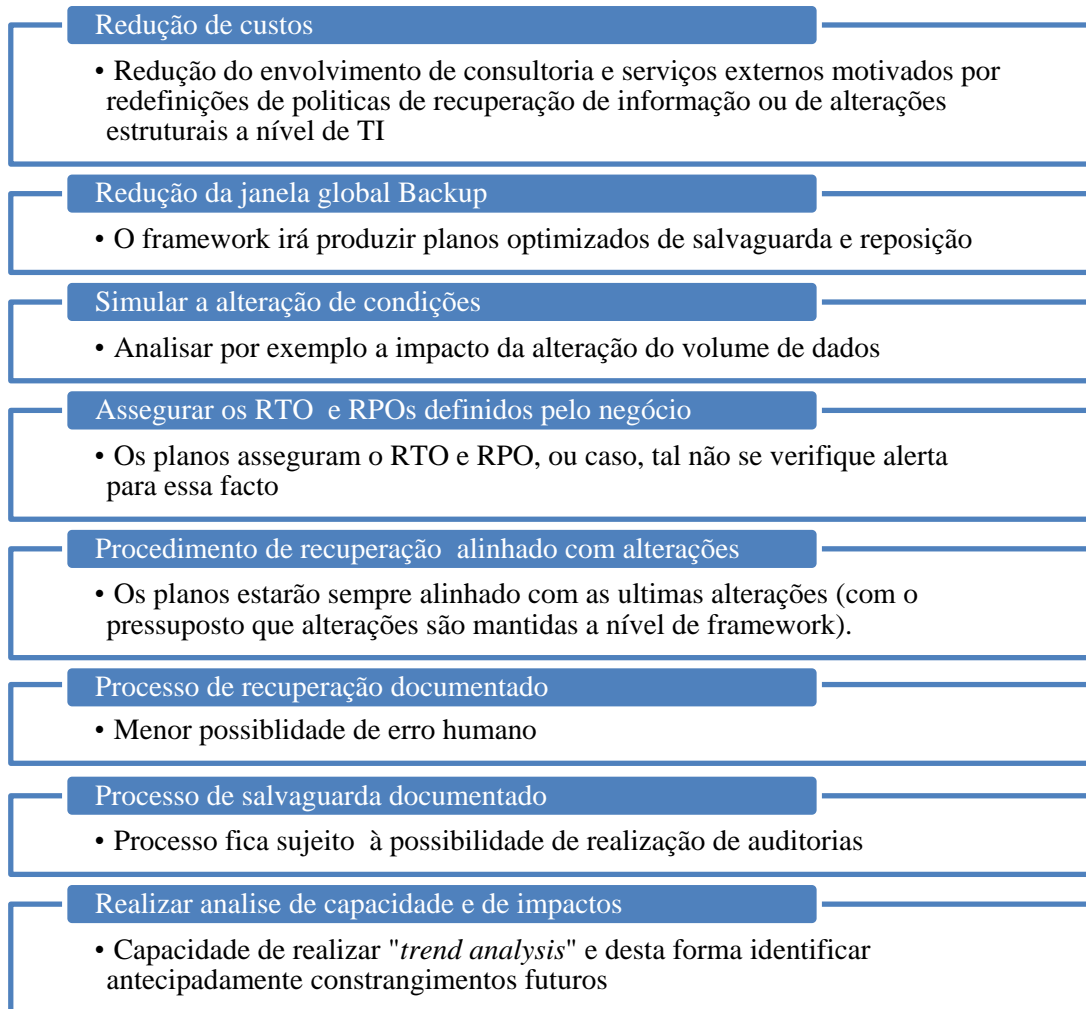 Redução de custos
• Redução do envolvimento de consultoria e serviços externos motivados por
redefinições de politicas de recuperação de informação ou de alterações
estruturais a nível de TI
Redução da janela global Backup
• O framework irá produzir planos optimizados de salvaguarda e reposição
Simular a alteração de condições
• Analisar por exemplo a impacto da alteração do volume de dados
Assegurar os RTO e RPOs definidos pelo negócio
• Os planos asseguram o RTO e RPO, ou caso, tal não se verifique alerta
para essa facto
Procedimento de recuperação alinhado com alterações
• Os planos estarão sempre alinhado com as ultimas alterações (com o
pressuposto que alterações são mantidas a nível de framework).
Processo de recuperação documentado
• Menor possiblidade de erro humano
Processo de salvaguarda documentado
• Processo fica sujeito à possibilidade de realização de auditorias
Realizar analise de capacidade e de impactos
• Capacidade de realizar "trend analysis" e desta forma identificar
antecipadamente constrangimentos futuros